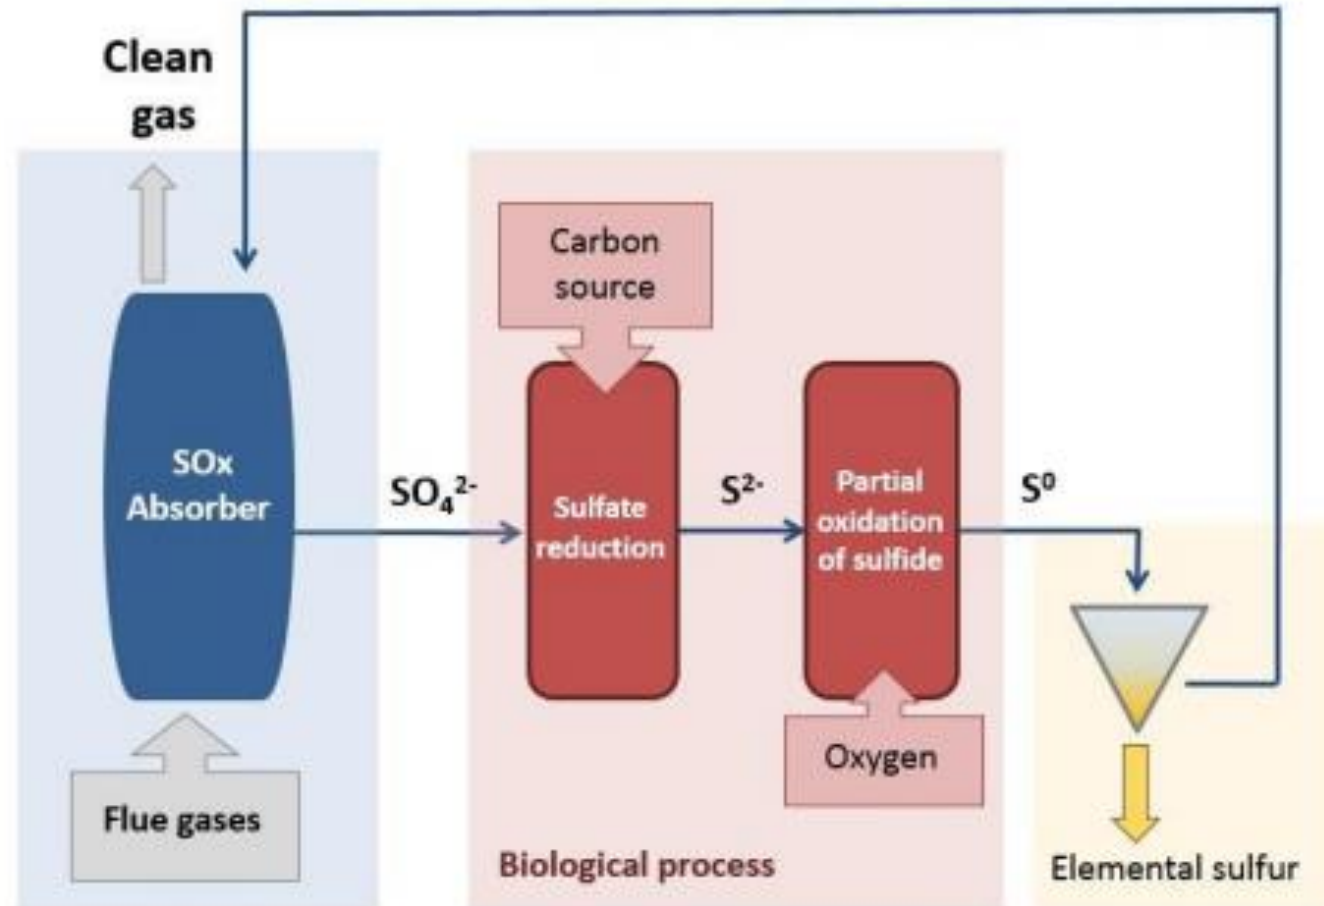 Clean
gas
Carbon
source
SOx
Absorber
SO₄²⁻
Sulfate
reduction
S²⁻
Partial
oxidation
of sulfide
S⁰
Flue gases
Oxygen
Biological process
Elemental sulfur